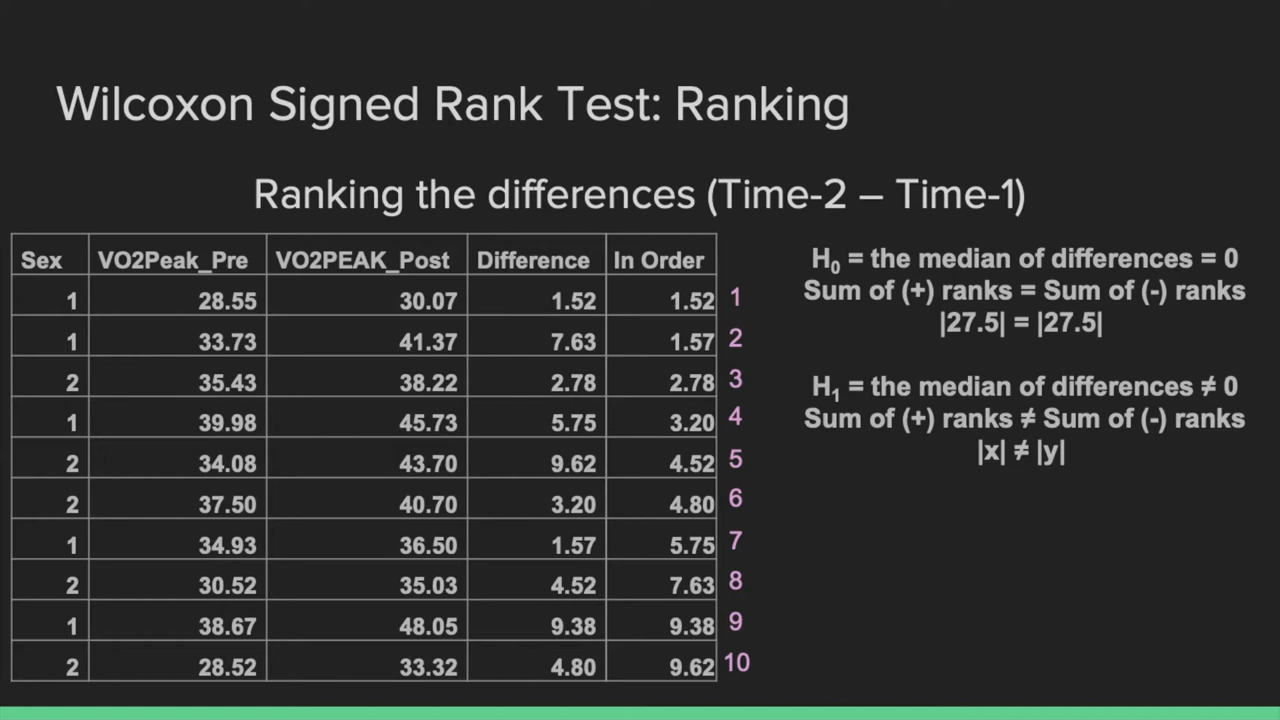 Wilcoxon Signed Rank Test: Ranking
Ranking the differences (Time-2 – Time-1)
Sex VO2Peak_Pre VO2PEAK_Post Difference In Order
1 28.55 30.07 1.52 1.52 1
1 33.73 41.37 7.63 1.57 2
2 35.43 38.22 2.78 2.78 3
1 39.98 45.73 5.75 3.20 4
2 34.08 43.70 9.62 4.52 5
2 37.50 40.70 3.20 4.80 6
1 34.93 36.50 1.57 5.75 7
2 30.52 35.03 4.52 7.63 8
1 38.67 48.05 9.38 9.38 9
2 28.52 33.32 4.80 9.62 10
H₀ = the median of differences = 0
Sum of (+) ranks = Sum of (-) ranks
|27.5| = |27.5|
H₁ = the median of differences ≠ 0
Sum of (+) ranks ≠ Sum of (-) ranks
|x| ≠ |y|